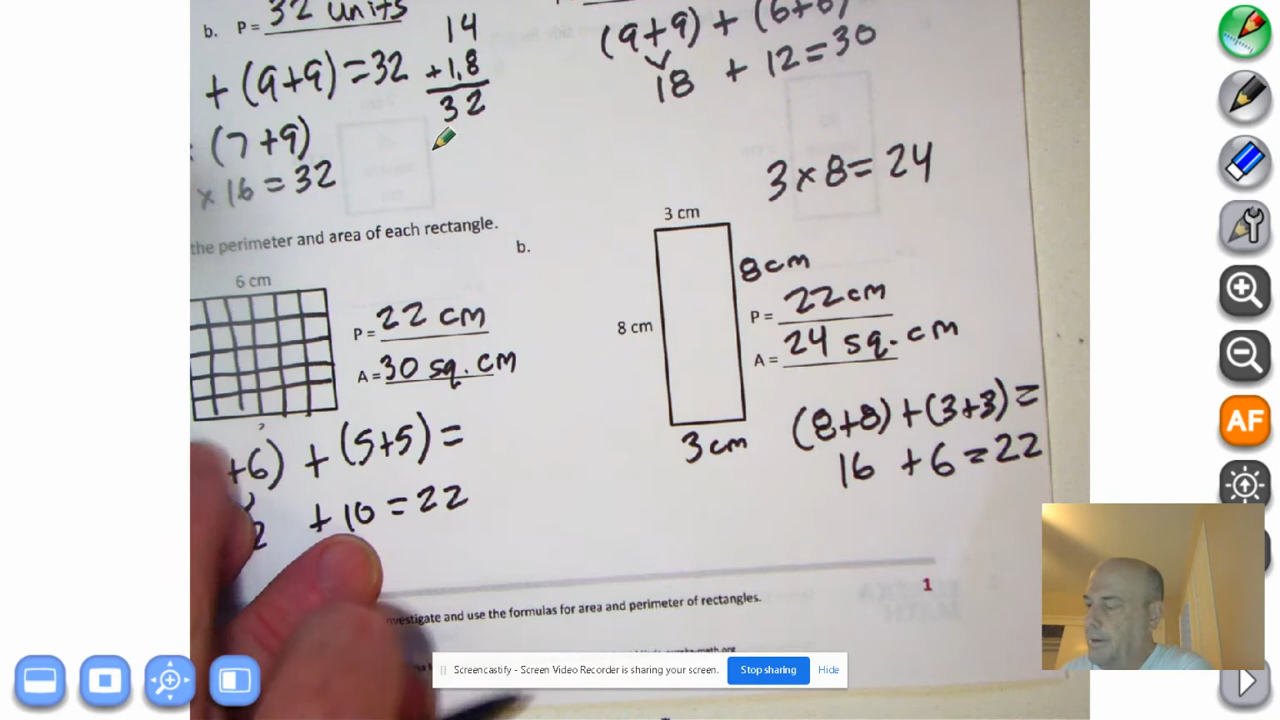 b. P = 32 units
14
+ 18
32
+ (9+9) = 32
(7+9)
× 16 = 32
(9+9) + (6+6)
18 + 12 = 30
3 × 8 = 24
the perimeter and area of each rectangle.
6 cm
P = 22 cm
A = 30 sq. cm
+6) + (5+5) =
+ 10 = 22
b.
3 cm
8 cm
8 cm
P = 22 cm
A = 24 sq. cm
3 cm
(8+8) + (3+3) =
16 + 6 = 22
1
nvestigate and use the formulas for area and perimeter of rectangles.
Screencastify - Screen Video Recorder is sharing your screen.
Stop sharing
Hide
AF